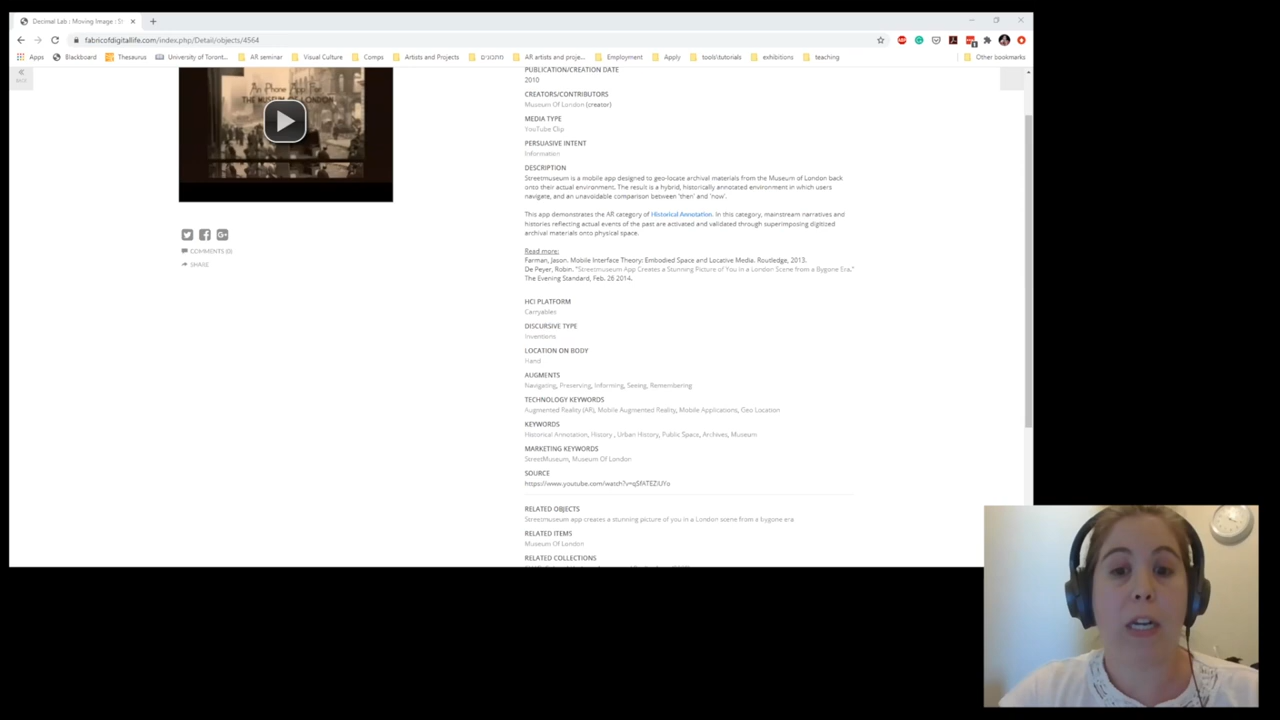 Decimal Lab : Moving Image : St
fabricofdigitallife.com/index.php/Detail/objects/4564
Apps Blackboard Thesaurus University of Toront... AR seminar Visual Culture Comps Artists and Projects מתכונים AR artists and proje... Employment Apply tools\tutorials exhibitions teaching Other bookmarks
BACK
An Phone App For
THE MUSEUM OF LONDON
COMMENTS (0)
SHARE
PUBLICATION/CREATION DATE
2010
CREATORS/CONTRIBUTORS
Museum Of London (creator)
MEDIA TYPE
YouTube Clip
PERSUASIVE INTENT
Information
DESCRIPTION
Streetmuseum is a mobile app designed to geo-locate archival materials from the Museum of London back
onto their actual environment. The result is a hybrid, historically annotated environment in which users
navigate, and an unavoidable comparison between 'then' and 'now'.
This app demonstrates the AR category of Historical Annotation. In this category, mainstream narratives and
histories reflecting actual events of the past are activated and validated through superimposing digitized
archival materials onto physical space.
Read more:
Farman, Jason. Mobile Interface Theory: Embodied Space and Locative Media. Routledge, 2013.
De Peyer, Robin. "Streetmuseum App Creates a Stunning Picture of You in a London Scene from a Bygone Era."
The Evening Standard, Feb. 26 2014.
HCI PLATFORM
Carryables
DISCURSIVE TYPE
Inventions
LOCATION ON BODY
Hand
AUGMENTS
Navigating, Preserving, Informing, Seeing, Remembering
TECHNOLOGY KEYWORDS
Augmented Reality (AR), Mobile Augmented Reality, Mobile Applications, Geo Location
KEYWORDS
Historical Annotation, History , Urban History, Public Space, Archives, Museum
MARKETING KEYWORDS
StreetMuseum, Museum Of London
SOURCE
RELATED OBJECTS
Streetmuseum app creates a stunning picture of you in a London scene from a bygone era
RELATED ITEMS
Museum Of London
RELATED COLLECTIONS